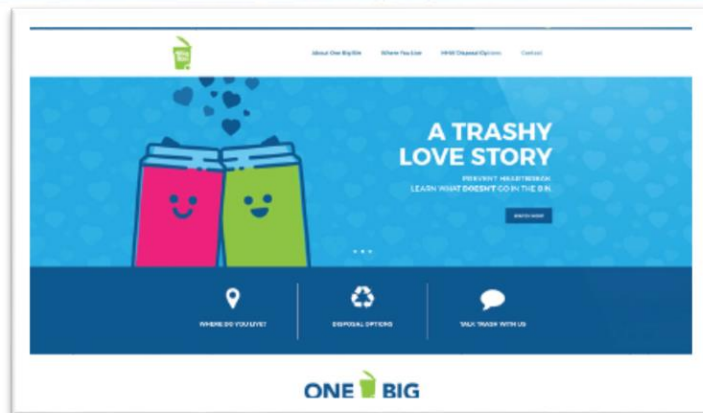 About One Big Bin Where You Live HHW Disposal Options Contact
A TRASHY
LOVE STORY
PREVENT HEARTBREAK.
LEARN WHAT DOESN'T GO IN THE BIN.
WATCH NOW
WHERE DO YOU LIVE?
DISPOSAL OPTIONS
TALK TRASH WITH US
ONE BIG